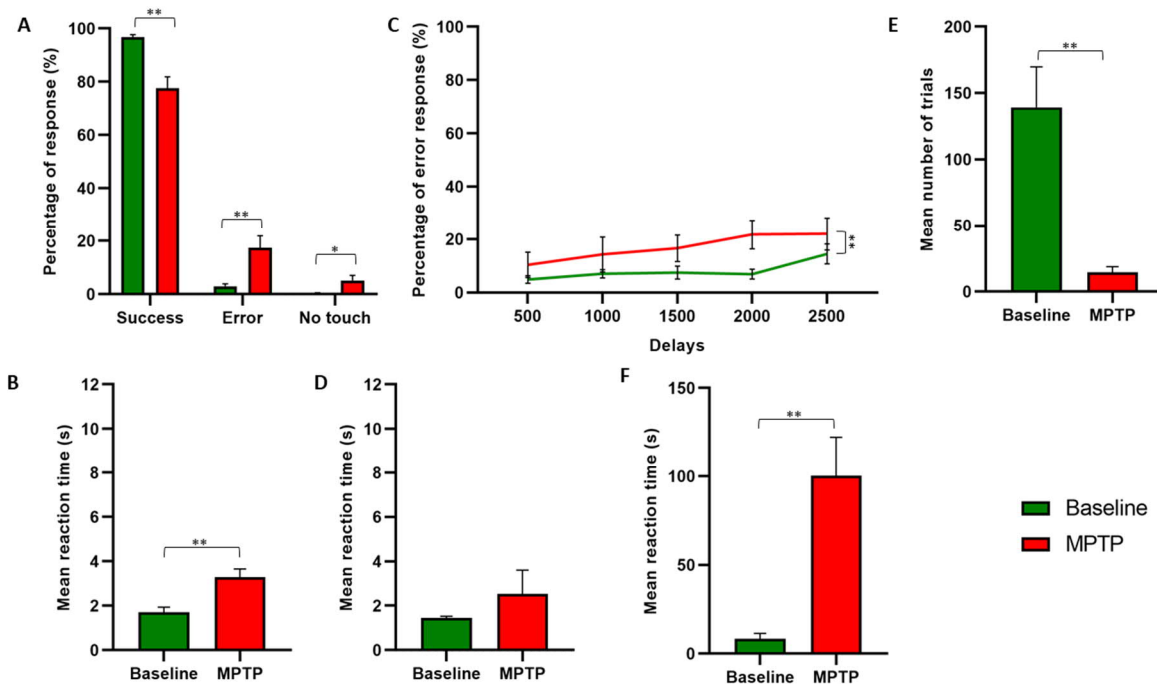 A
Percentage of response (%)
100
80
60
40
20
0
**
**
*
Success Error No touch
C
Percentage of error response (%)
100
80
60
40
20
0
**
500 1000 1500 2000 2500
Delays
E
Mean number of trials
200
150
100
50
0
**
Baseline MPTP
B
Mean reaction time (s)
12
10
8
6
4
2
0
**
Baseline MPTP
D
Mean reaction time (s)
12
10
8
6
4
2
0
Baseline MPTP
F
Mean reaction time (s)
150
100
50
0
**
Baseline MPTP
Baseline
MPTP